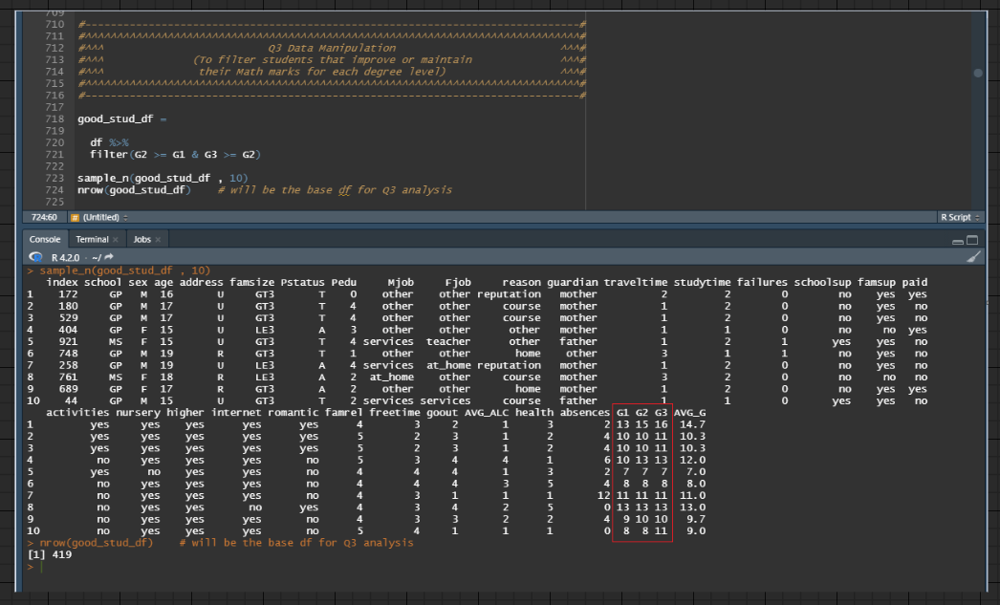 709
710 #------------------------------------------------------------------------------#
711 #^^^^^^^^^^^^^^^^^^^^^^^^^^^^^^^^^^^^^^^^^^^^^^^^^^^^^^^^^^^^^^^^^^^^^^^^^^^^^^#
712 #^^^ Q3 Data Manipulation ^^^#
713 #^^^ (To filter students that improve or maintain ^^^#
714 #^^^ their Math marks for each degree level) ^^^#
715 #^^^^^^^^^^^^^^^^^^^^^^^^^^^^^^^^^^^^^^^^^^^^^^^^^^^^^^^^^^^^^^^^^^^^^^^^^^^^^^#
716 #------------------------------------------------------------------------------#
717
718 good_stud_df =
719
720 df %>%
721 filter(G2 >= G1 & G3 >= G2)
722
723 sample_n(good_stud_df , 10)
724 nrow(good_stud_df) # will be the base df for Q3 analysis
725
724:60 # (Untitled) R Script
Console Terminal × Jobs ×
R 4.2.0 · ~/
> sample_n(good_stud_df , 10)
index school sex age address famsize Pstatus Pedu Mjob Fjob reason guardian traveltime studytime failures schoolsup famsup paid
1 172 GP M 16 U GT3 T 0 other other reputation mother 2 2 0 no yes yes
2 180 GP M 17 U GT3 T 4 other other course mother 1 2 0 no yes no
3 529 GP M 17 U GT3 T 4 other other course mother 1 2 0 no yes no
4 404 GP F 15 U LE3 A 3 other other other mother 1 1 0 no no yes
5 921 MS F 15 U GT3 T 4 services teacher other father 1 2 1 yes yes no
6 748 GP M 19 R GT3 T 1 other other home other 3 1 1 no yes no
7 258 GP M 19 U LE3 A 4 services at_home reputation mother 1 2 0 no yes no
8 761 MS F 18 R LE3 A 2 at_home other course mother 3 2 0 no no no
9 689 GP F 17 R GT3 A 2 other other home mother 1 2 0 no yes yes
10 44 GP M 15 U GT3 T 2 services services course father 1 1 0 yes yes no
activities nursery higher internet romantic famrel freetime goout AVG_ALC health absences G1 G2 G3 AVG_G
1 yes yes yes yes yes 4 3 2 1 3 2 13 15 16 14.7
2 yes yes yes yes yes 5 2 3 1 2 4 10 10 11 10.3
3 yes yes yes yes yes 5 2 3 1 2 4 10 10 11 10.3
4 no yes yes yes no 5 3 4 4 1 6 10 13 13 12.0
5 yes no yes yes no 4 4 4 1 3 2 7 7 7 7.0
6 no yes yes yes no 4 4 4 3 5 4 8 8 8 8.0
7 no yes yes yes no 4 3 1 1 1 12 11 11 11 11.0
8 no yes yes no yes 4 3 4 2 5 0 13 13 13 13.0
9 no yes yes yes no 4 3 3 2 2 4 9 10 10 9.7
10 no yes yes yes no 5 4 1 1 1 0 8 8 11 9.0
> nrow(good_stud_df) # will be the base df for Q3 analysis
[1] 419
>